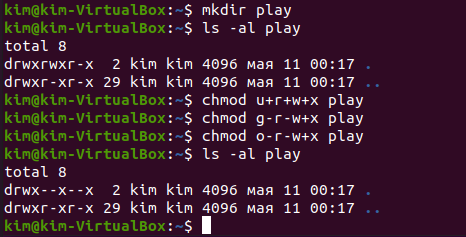 kim@kim-VirtualBox:~$ mkdir play
kim@kim-VirtualBox:~$ ls -al play
total 8
drwxrwxr-x  2 kim kim 4096 мая 11 00:17 .
drwxr-xr-x 29 kim kim 4096 мая 11 00:17 ..
kim@kim-VirtualBox:~$ chmod u+r+w+x play
kim@kim-VirtualBox:~$ chmod g-r-w+x play
kim@kim-VirtualBox:~$ chmod o-r-w+x play
kim@kim-VirtualBox:~$ ls -al play
total 8
drwx--x--x  2 kim kim 4096 мая 11 00:17 .
drwxr-xr-x 29 kim kim 4096 мая 11 00:17 ..
kim@kim-VirtualBox:~$